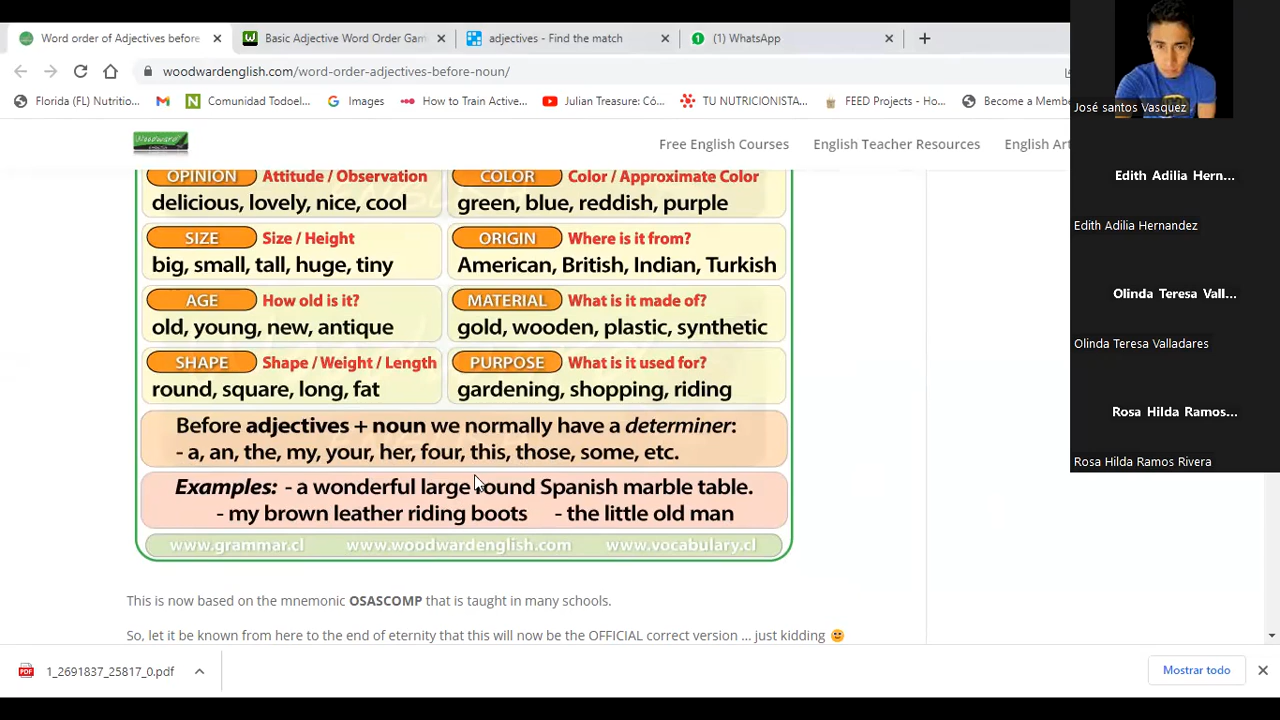 Word order of Adjectives before
Basic Adjective Word Order Gam
adjectives - Find the match
(1) WhatsApp
woodwardenglish.com/word-order-adjectives-before-noun/
Florida (FL) Nutritio...
Comunidad Todoel...
Images
How to Train Active...
Julian Treasure: Có...
TU NUTRICIONISTA...
FEED Projects - Ho...
Become a Membe
Free English Courses
English Teacher Resources
English Art
OPINION Attitude / Observation
delicious, lovely, nice, cool
COLOR Color / Approximate Color
green, blue, reddish, purple
SIZE Size / Height
big, small, tall, huge, tiny
ORIGIN Where is it from?
American, British, Indian, Turkish
AGE How old is it?
old, young, new, antique
MATERIAL What is it made of?
gold, wooden, plastic, synthetic
SHAPE Shape / Weight / Length
round, square, long, fat
PURPOSE What is it used for?
gardening, shopping, riding
Before adjectives + noun we normally have a determiner:
- a, an, the, my, your, her, four, this, those, some, etc.
Examples: - a wonderful large round Spanish marble table.
- my brown leather riding boots - the little old man
www.grammar.cl www.woodwardenglish.com www.vocabulary.cl
This is now based on the mnemonic OSASCOMP that is taught in many schools.
So, let it be known from here to the end of eternity that this will now be the OFFICIAL correct version ... just kidding
1_2691837_25817_0.pdf
Mostrar todo
José santos Vasquez
Edith Adilia Hern...
Edith Adilia Hernandez
Olinda Teresa Vall...
Olinda Teresa Valladares
Rosa Hilda Ramos...
Rosa Hilda Ramos Rivera